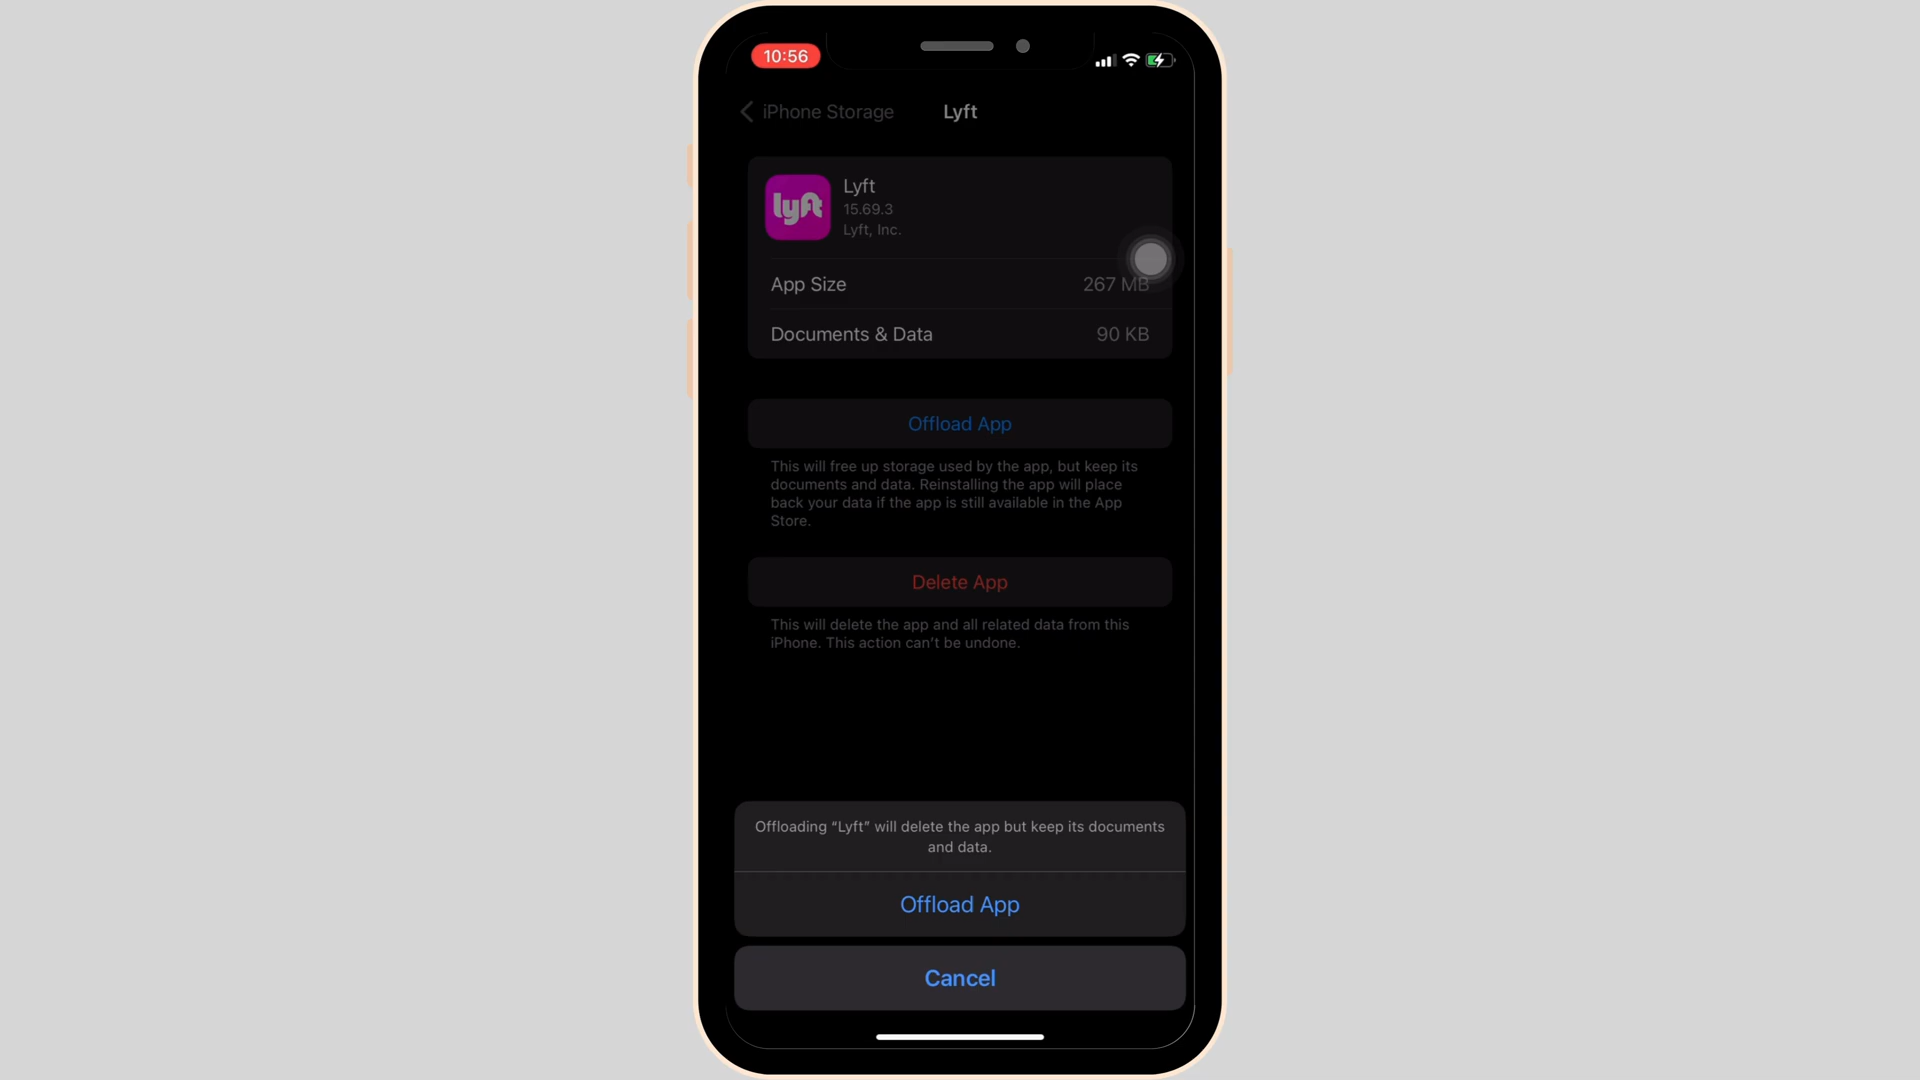 10:56
iPhone Storage
Lyft
lyft
Lyft
15.69.3
Lyft, Inc.
App Size
267 MB
Documents & Data
90 KB
Offload App
This will free up storage used by the app, but keep its
documents and data. Reinstalling the app will place
back your data if the app is still available in the App
Store.
Delete App
This will delete the app and all related data from this
iPhone. This action can’t be undone.
Offloading “Lyft” will delete the app but keep its documents
and data.
Offload App
Cancel